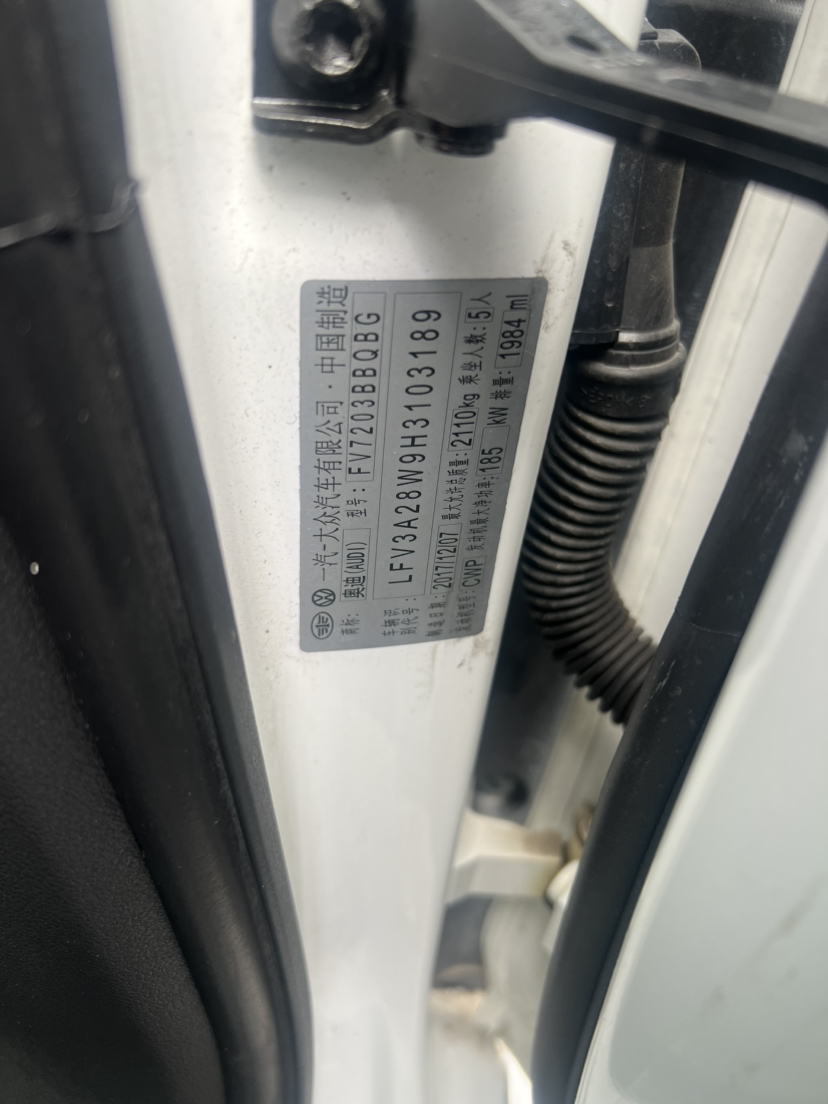 一汽-大众汽车有限公司·中国制造
商标: 奥迪(AUDI) 型号: FV7203BBQBG
车辆识别代号: LFV3A28W9H3103189
制造日期: 2017/12/07 最大允许总质量: 2110kg 乘坐人数: 5人
发动机型号: CWP 发动机最大净功率: 185 kW 排量: 1984 ml